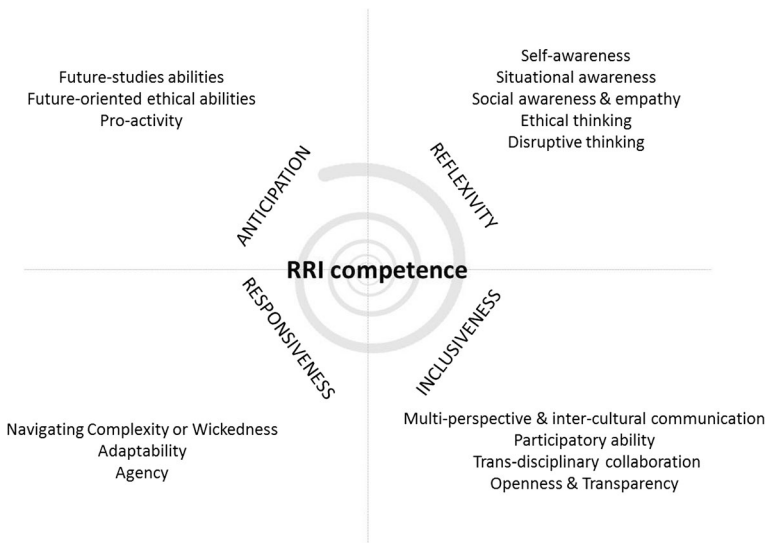 Future-studies abilities
Future-oriented ethical abilities
Pro-activity
ANTICIPATION
Self-awareness
Situational awareness
Social awareness & empathy
Ethical thinking
Disruptive thinking
REFLEXIVITY
RRI competence
RESPONSIVENESS
Navigating Complexity or Wickedness
Adaptability
Agency
INCLUSIVENESS
Multi-perspective & inter-cultural communication
Participatory ability
Trans-disciplinary collaboration
Openness & Transparency